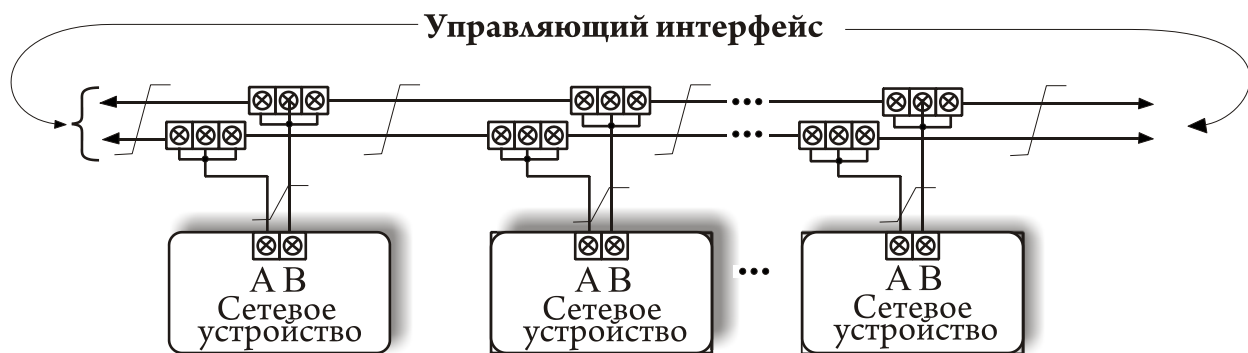 Управляющий интерфейс
••• 
•••
А В
Сетевое
устройство
А В
Сетевое
устройство
•••
А В
Сетевое
устройство